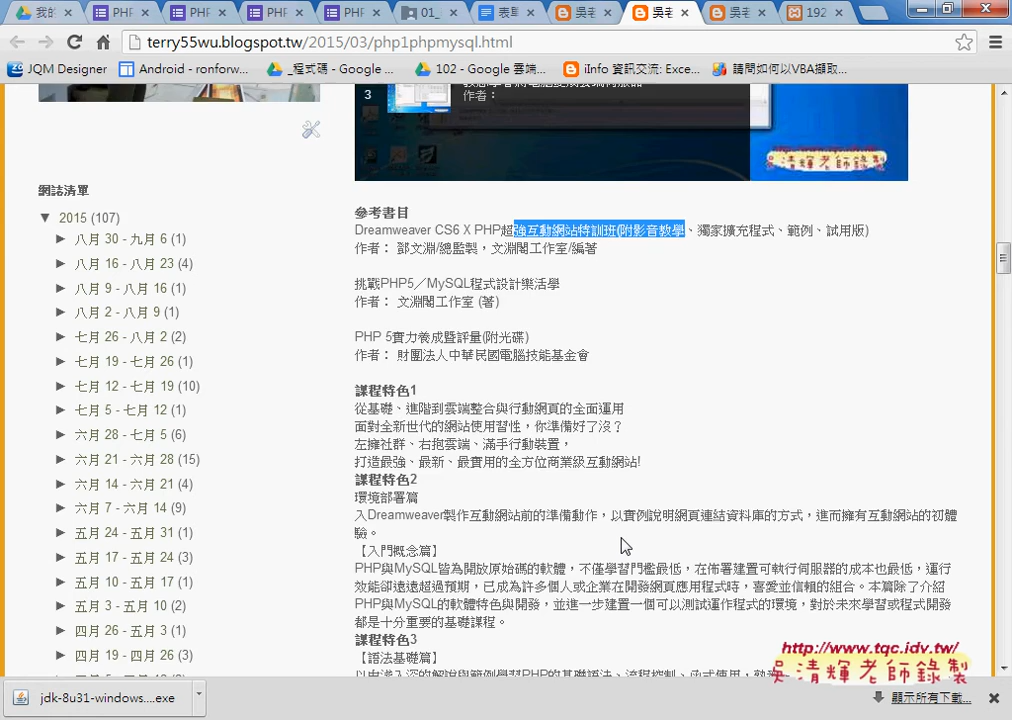 我的
PHP
PHP
PHP
PHP
01_
表單
吳老
吳老
吳老
192
terry55wu.blogspot.tw/2015/03/php1phpmysql.html
JQM Designer
Android - ronforw...
_程式碼 - Google ...
102 - Google 雲端...
iInfo 資訊交流: Exce...
請問如何以VBA擷取...
3
作者：
http://www.tqc.idv.tw/
吳清輝老師錄製
網誌清單
▼ 2015 (107)
► 八月 30 - 九月 6 (1)
► 八月 16 - 八月 23 (4)
► 八月 9 - 八月 16 (1)
► 八月 2 - 八月 9 (1)
► 七月 26 - 八月 2 (2)
► 七月 19 - 七月 26 (1)
► 七月 12 - 七月 19 (10)
► 七月 5 - 七月 12 (1)
► 六月 28 - 七月 5 (6)
► 六月 21 - 六月 28 (15)
► 六月 14 - 六月 21 (4)
► 六月 7 - 六月 14 (9)
► 五月 24 - 五月 31 (1)
► 五月 17 - 五月 24 (3)
► 五月 10 - 五月 17 (1)
► 五月 3 - 五月 10 (2)
► 四月 26 - 五月 3 (1)
► 四月 19 - 四月 26 (3)
參考書目
Dreamweaver CS6 X PHP超強互動網站特訓班(附影音教學、獨家擴充程式、範例、試用版)
作者： 鄧文淵/總監製，文淵閣工作室/編著
挑戰PHP5／MySQL程式設計樂活學
作者： 文淵閣工作室 (著)
PHP 5實力養成暨評量(附光碟)
作者： 財團法人中華民國電腦技能基金會
課程特色1
從基礎、進階到雲端整合與行動網頁的全面運用
面對全新世代的網站使用習性，你準備好了沒？
左擁社群、右抱雲端、滿手行動裝置，
打造最強、最新、最實用的全方位商業級互動網站!
課程特色2
環境部署篇
入Dreamweaver製作互動網站前的準備動作，以實例說明網頁連結資料庫的方式，進而擁有互動網站的初體
驗。
【入門概念篇】
PHP與MySQL皆為開放原始碼的軟體，不僅學習門檻最低，在佈署建置可執行伺服器的成本也最低，運行
效能卻遠遠超過預期，已成為許多個人或企業在開發網頁應用程式時，喜愛並信賴的組合。本篇除了介紹
PHP與MySQL的軟體特色與開發，並進一步建置一個可以測試運作程式的環境，對於未來學習或程式開發
都是十分重要的基礎課程。
課程特色3
【語法基礎篇】
http://www.tqc.idv.tw/
吳清輝老師錄製
jdk-8u31-windows....exe
顯示所有下載...